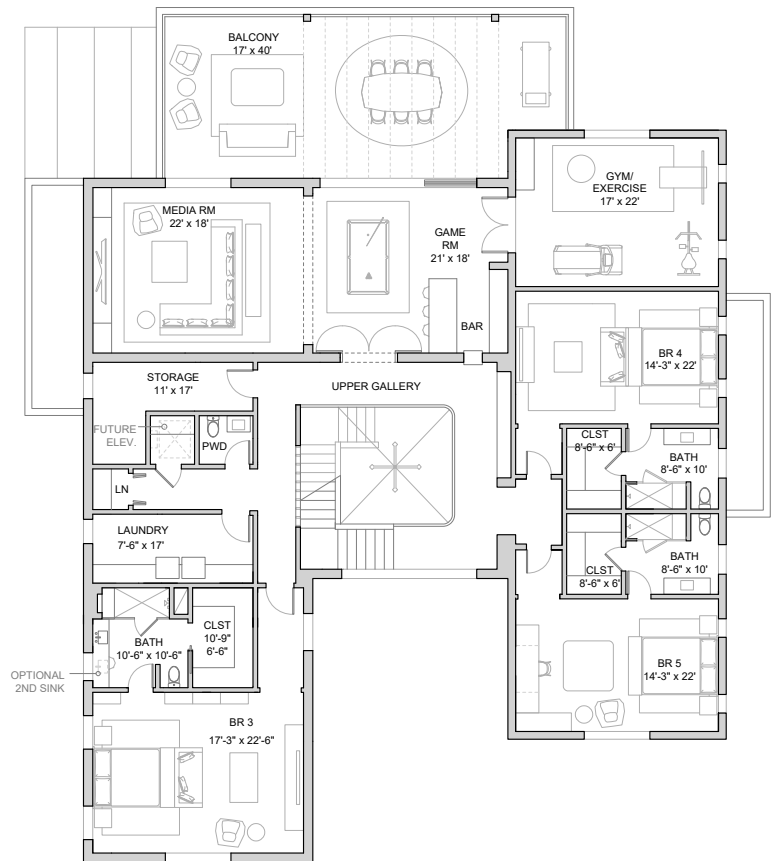 BALCONY
17' x 40'
GYM/
EXERCISE
17' x 22'
MEDIA RM
22' x 18'
GAME
RM
21' x 18'
BAR
BR 4
14'-3" x 22'
STORAGE
11' x 17'
UPPER GALLERY
FUTURE
ELEV.
PWD
CLST
8'-6" x 6'
BATH
8'-6" x 10'
LN
LAUNDRY
7'-6" x 17'
BATH
8'-6" x 10'
CLST
8'-6" x 6'
CLST
10'-9"
6'-6"
BATH
10'-6" x 10'-6"
OPTIONAL
2ND SINK
BR 5
14'-3" x 22'
BR 3
17'-3" x 22'-6"